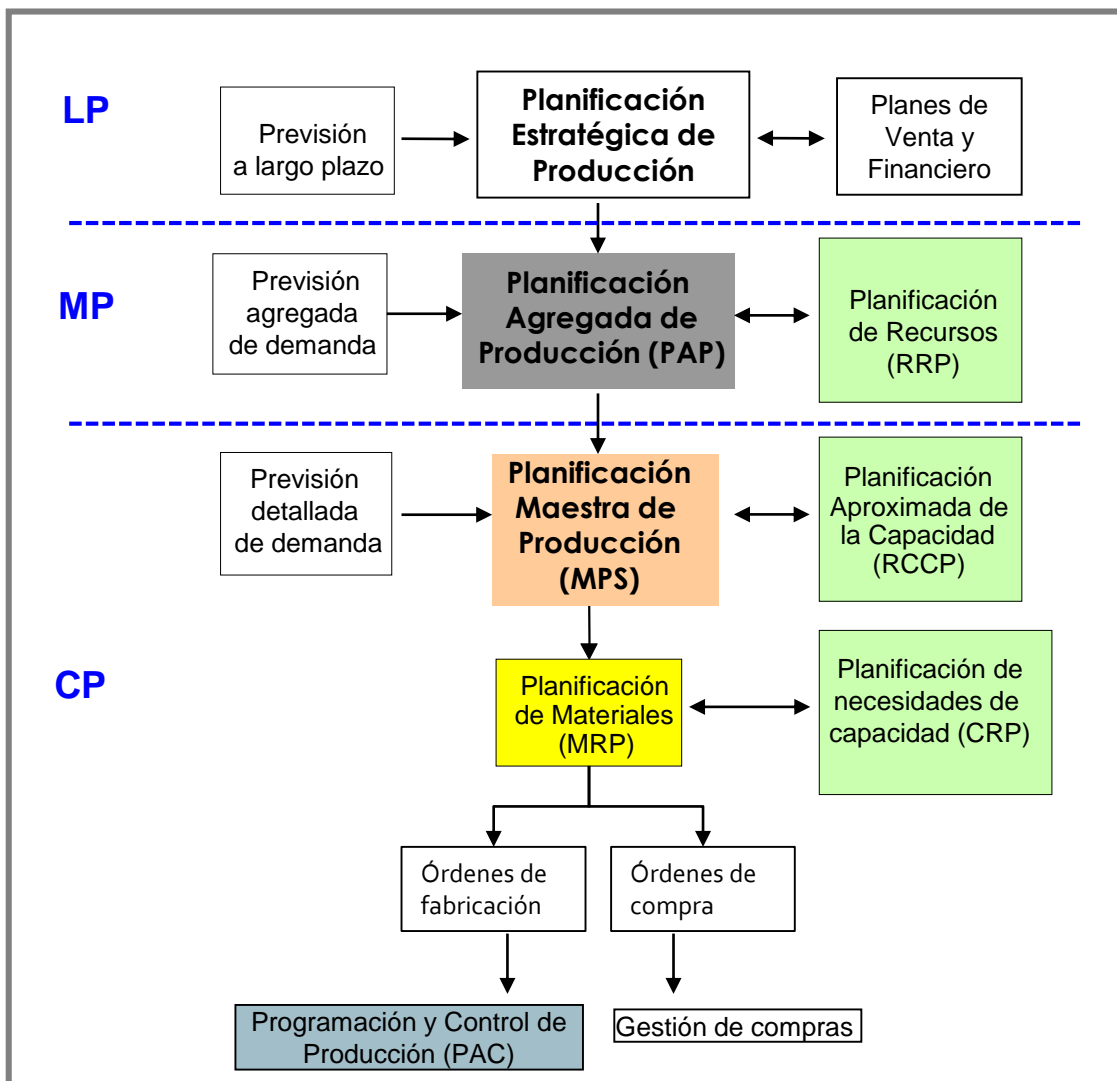 LP
Previsión
a largo plazo
Planificación
Estratégica de
Producción
Planes de
Venta y
Financiero
MP
Previsión
agregada
de demanda
Planificación
Agregada de
Producción (PAP)
Planificación
de Recursos
(RRP)
Previsión
detallada
de demanda
Planificación
Maestra de
Producción
(MPS)
Planificación
Aproximada de
la Capacidad
(RCCP)
CP
Planificación
de Materiales
(MRP)
Planificación de
necesidades de
capacidad (CRP)
Órdenes de
fabricación
Órdenes de
compra
Programación y Control de
Producción (PAC)
Gestión de compras